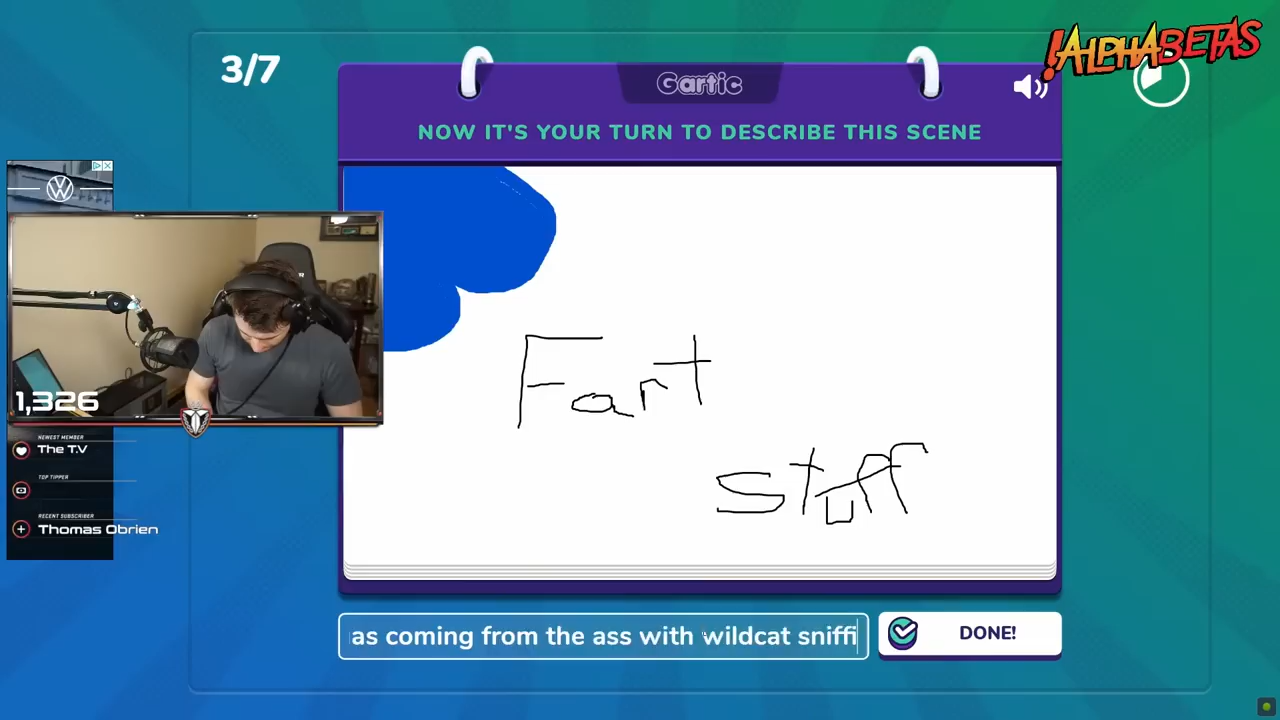 !ALPHABETAS
3/7
Gartic
NOW IT'S YOUR TURN TO DESCRIBE THIS SCENE
Fart
stuff
1,326
NEWEST MEMBER
The T.V
TOP TIPPER
RECENT SUBSCRIBER
Thomas Obrien
as coming from the ass with wildcat sniffi
DONE!